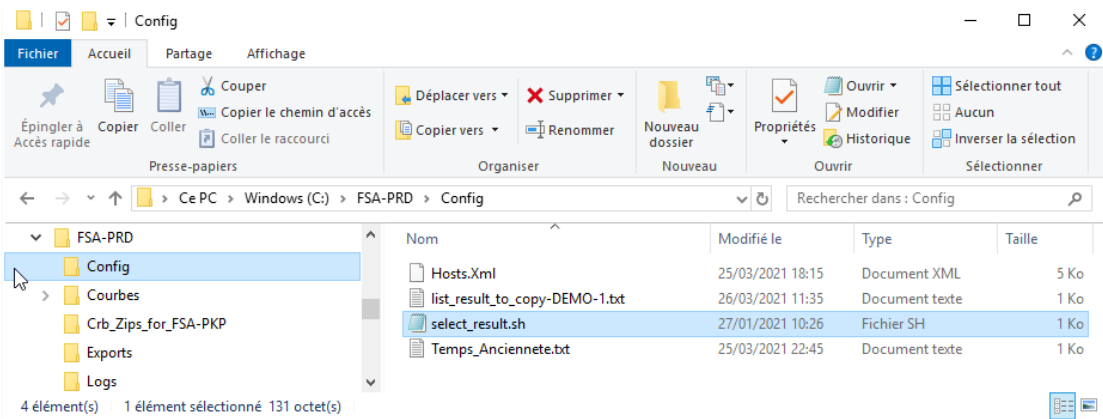 Config
Fichier Accueil Partage Affichage
Épingler à Accès rapide
Copier
Coller
Couper
Copier le chemin d'accès
Coller le raccourci
Presse-papiers
Déplacer vers
Copier vers
Supprimer
Renommer
Organiser
Nouveau dossier
Nouveau
Propriétés
Ouvrir
Modifier
Historique
Ouvrir
Sélectionner tout
Aucun
Inverser la sélection
Sélectionner
Ce PC > Windows (C:) > FSA-PRD > Config
Rechercher dans : Config
FSA-PRD
Config
Courbes
Crb_Zips_for_FSA-PKP
Exports
Logs
Nom Modifié le Type Taille
Hosts.Xml 25/03/2021 18:15 Document XML 5 Ko
list_result_to_copy-DEMO-1.txt 26/03/2021 11:35 Document texte 1 Ko
select_result.sh 27/01/2021 10:26 Fichier SH 1 Ko
Temps_Anciennete.txt 25/03/2021 22:45 Document texte 1 Ko
4 élément(s) 1 élément sélectionné 131 octet(s)